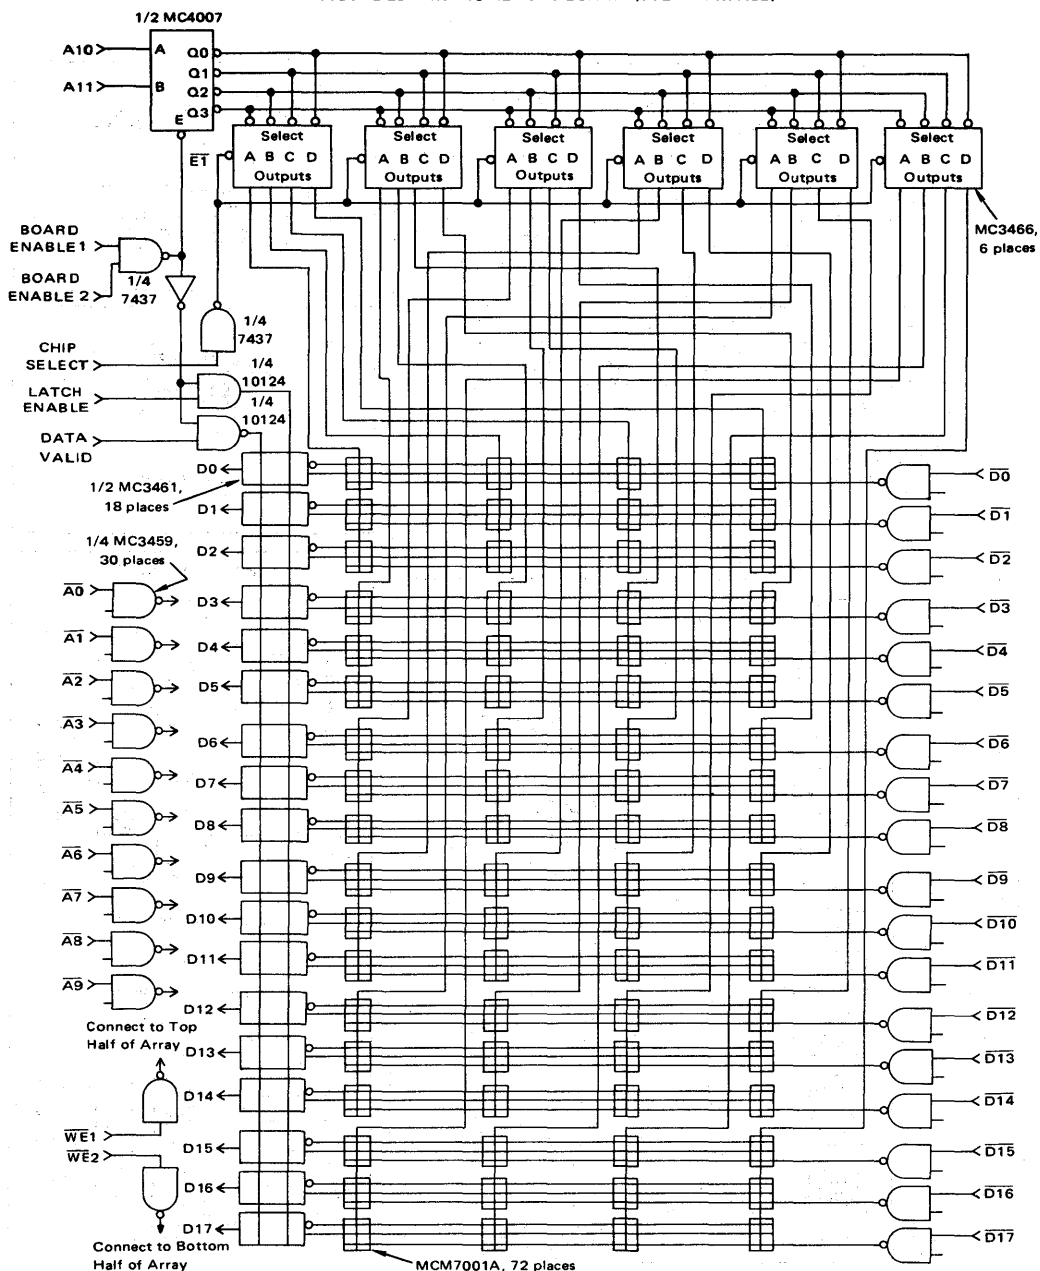 1/2 MC4007
A10
A11
A
B
E
Q0
Q1
Q2
Q3
E1
Select
A B C D
Outputs
Select
A B C D
Outputs
Select
A B C D
Outputs
Select
A B C D
Outputs
Select
A B C D
Outputs
Select
A B C D
Outputs
MC3466,
6 places
BOARD
ENABLE 1
BOARD
ENABLE 2
1/4
7437
1/4
7437
CHIP
SELECT
LATCH
ENABLE
1/4
10124
1/4
10124
DATA
VALID
1/2 MC3461,
18 places
1/4 MC3459,
30 places
A0
A1
A2
A3
A4
A5
A6
A7
A8
A9
Connect to Top
Half of Array
WE1
WE2
Connect to Bottom
Half of Array
D0
D1
D2
D3
D4
D5
D6
D7
D8
D9
D10
D11
D12
D13
D14
D15
D16
D17
D0
D1
D2
D3
D4
D5
D6
D7
D8
D9
D10
D11
D12
D13
D14
D15
D16
D17
MCM7001A, 72 places